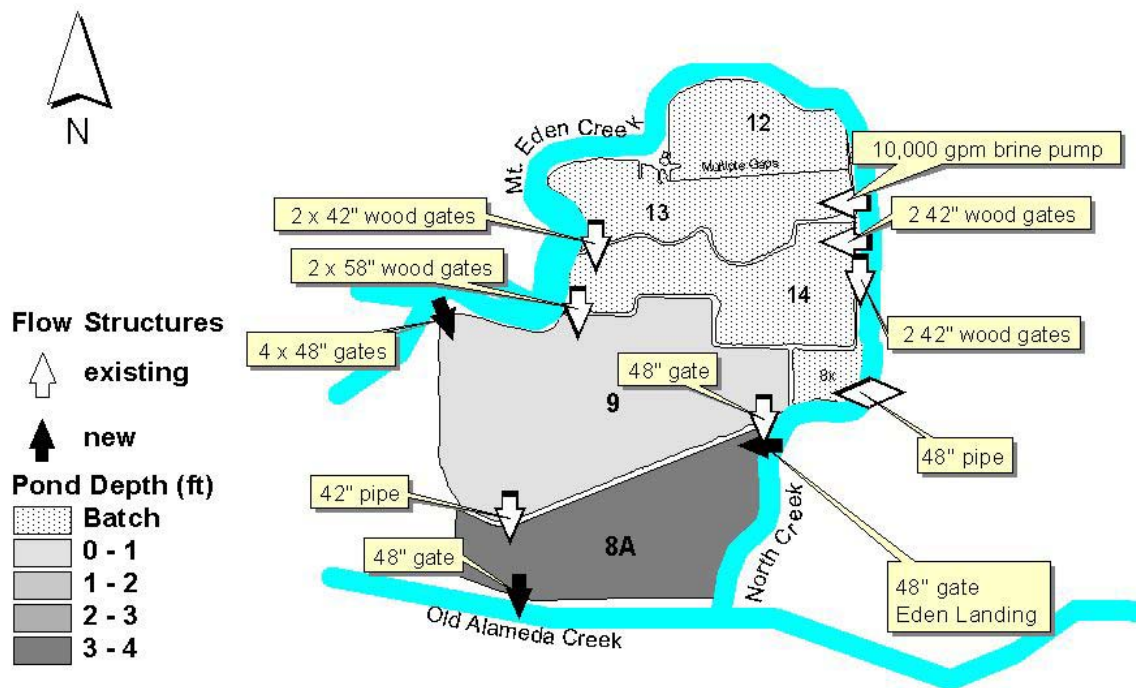 N
Mt. Eden Creek
12
Multiple Gaps
10,000 gpm brine pump
2 x 42" wood gates
13
2 42" wood gates
2 x 58" wood gates
14
2 42" wood gates
Flow Structures
existing
new
4 x 48" gates
48" gate
8x
9
48" pipe
42" pipe
8A
North Creek
48" gate
48" gate
Eden Landing
Old Alameda Creek
Pond Depth (ft)
Batch
0 - 1
1 - 2
2 - 3
3 - 4